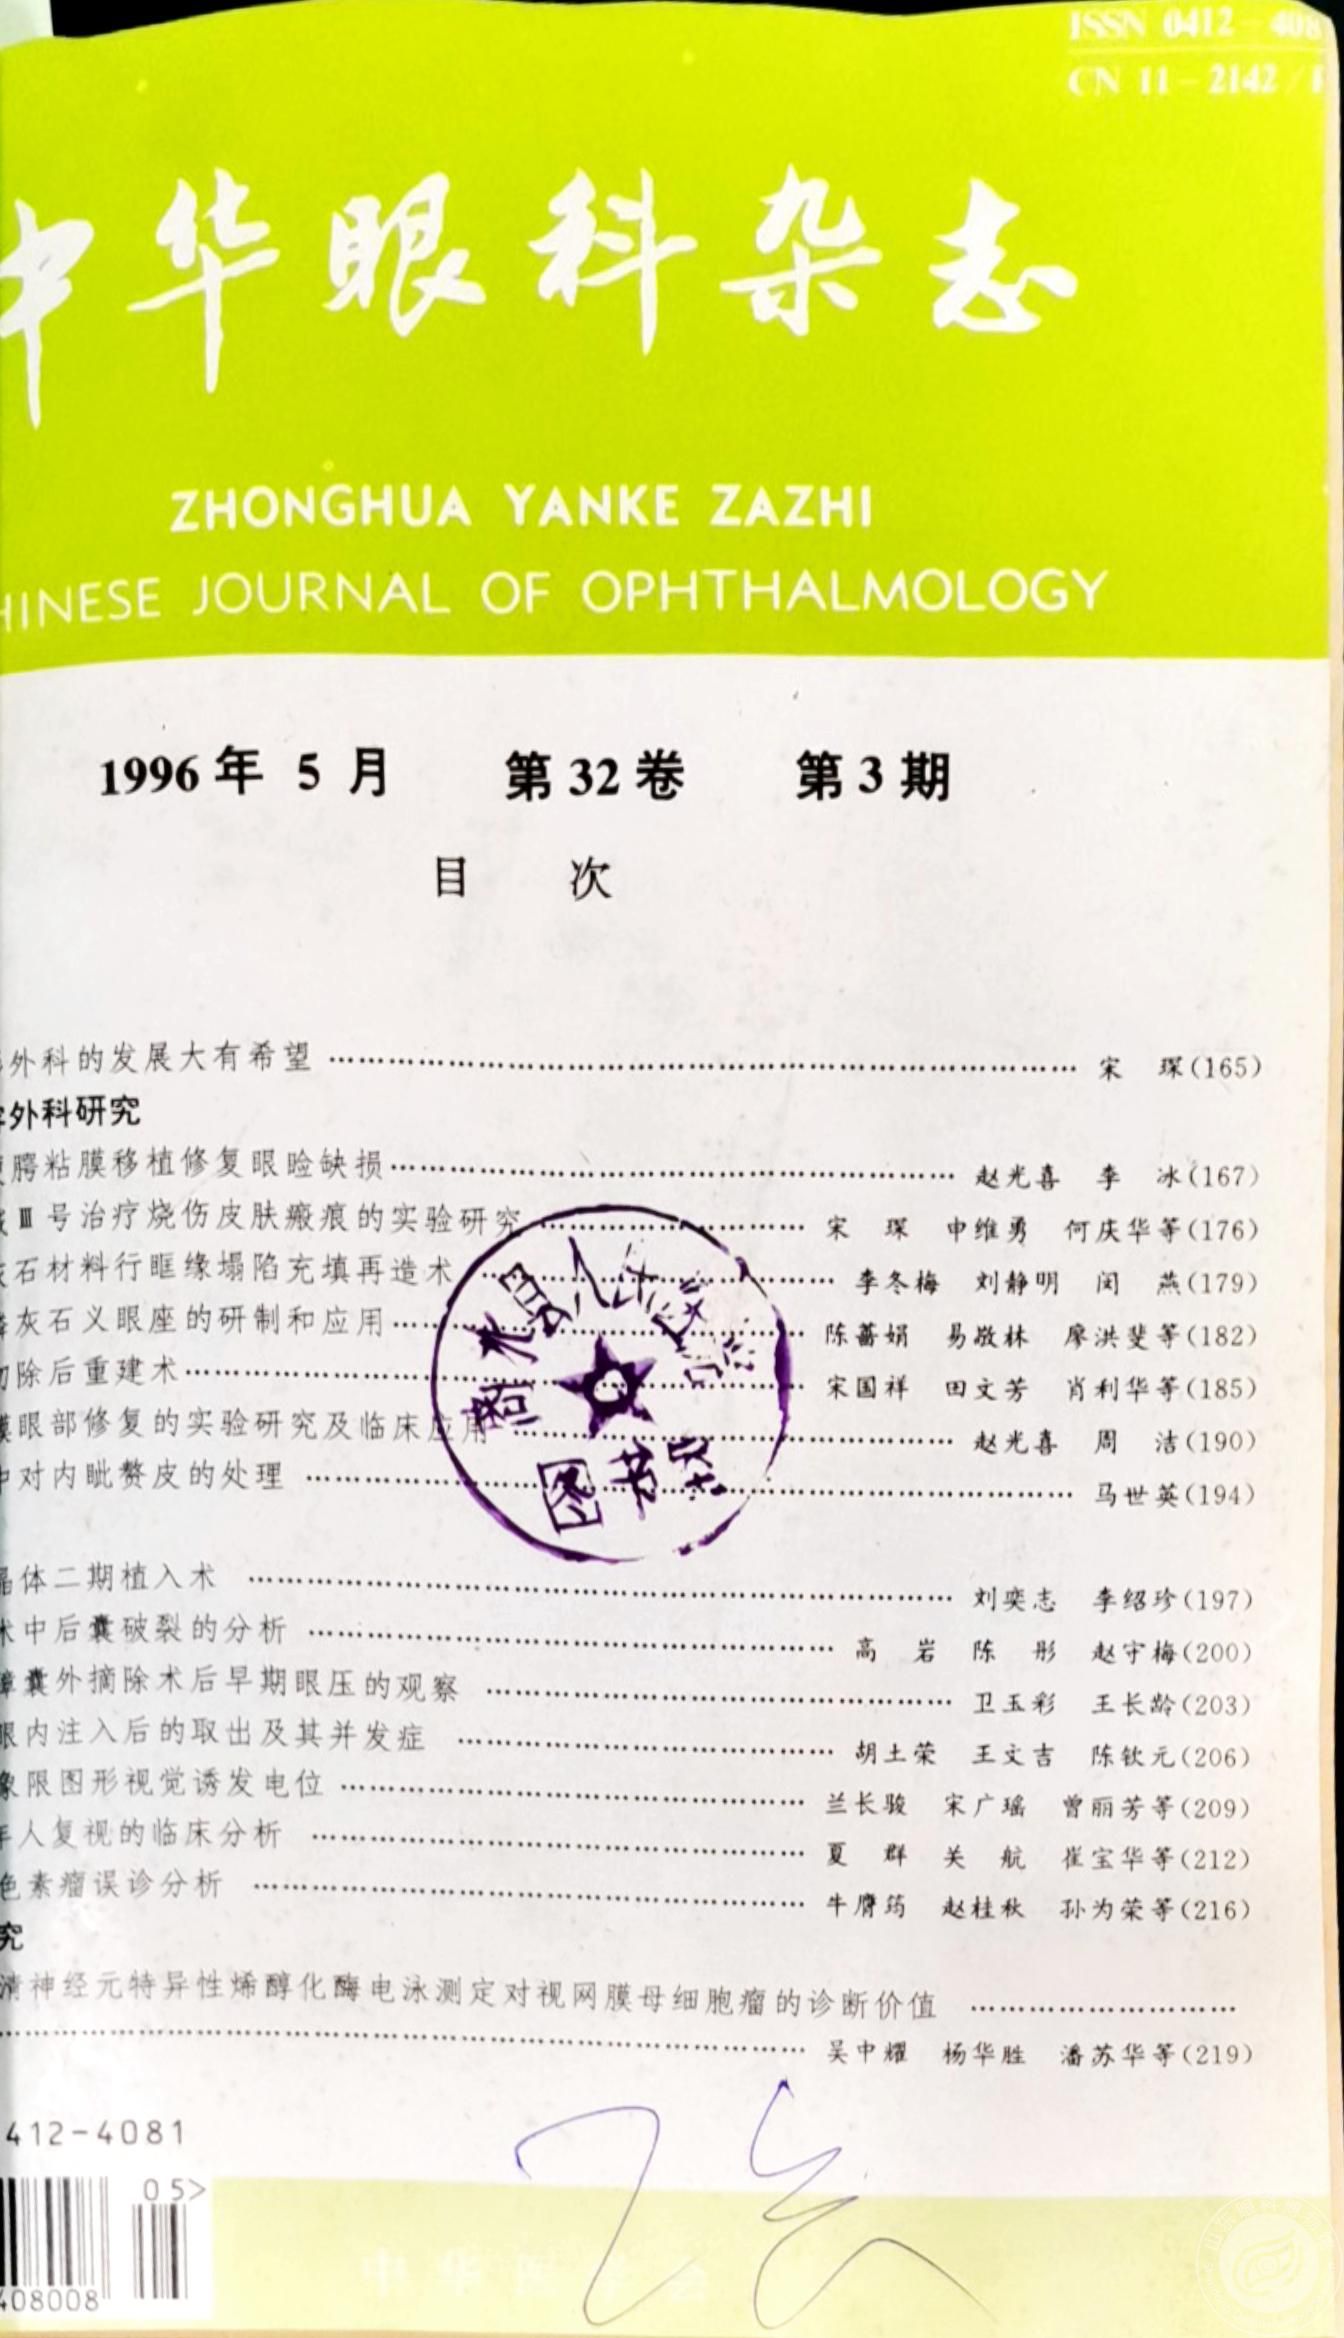 ISSN 0412-408
CN 11-2142/
中华眼科杂志
ZHONGHUA YANKE ZAZHI
HINESE JOURNAL OF OPHTHALMOLOGY
1996年 5月 第32卷 第3期
目 次
外科的发展大有希望 …… 宋 琛(165)
外科研究
腭粘膜移植修复眼睑缺损 …… 赵光喜 李 冰(167)
Ⅲ号治疗烧伤皮肤瘢痕的实验研究 …… 宋 琛 申维勇 何庆华等(176)
石材料行眶缘塌陷充填再造术 …… 李冬梅 刘静明 闵 燕(179)
灰石义眼座的研制和应用 …… 陈蕾娟 易敬林 廖洪斐等(182)
除后重建术 …… 宋国祥 田文芳 肖利华等(185)
膜眼部修复的实验研究及临床应用 …… 赵光喜 周 洁(190)
中对内眦赘皮的处理 …… 马世英(194)
晶体二期植入术 …… 刘奕志 李绍珍(197)
术中后囊破裂的分析 …… 高 岩 陈 彤 赵守梅(200)
障囊外摘除术后早期眼压的观察 …… 卫玉彩 王长龄(203)
眼内注入后的取出及其并发症 …… 胡土荣 王文吉 陈钦元(206)
象限图形视觉诱发电位 …… 兰长骏 宋广瑶 曾丽芳等(209)
年人复视的临床分析 …… 夏 群 关 航 崔宝华等(212)
色素瘤误诊分析 …… 牛膺筠 赵桂秋 孙为荣等(216)
究
清神经元特异性烯醇化酶电泳测定对视网膜母细胞瘤的诊断价值 ……
…… 吴中耀 杨华胜 潘苏华等(219)
图书室
412-4081
05>
408008
中华医学会